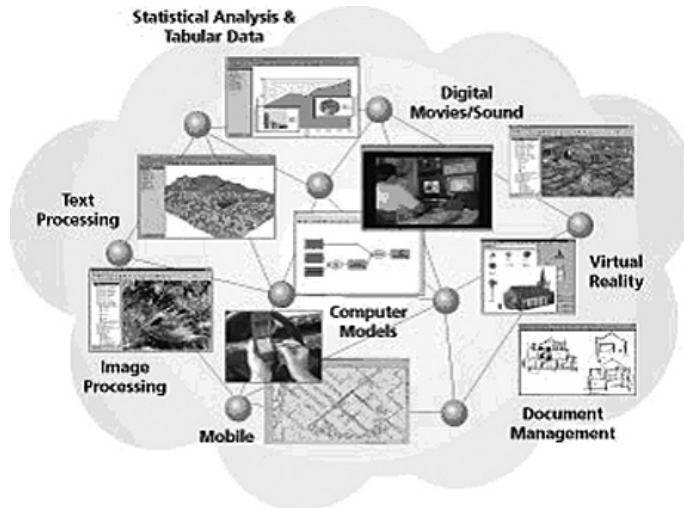 Statistical Analysis &
Tabular Data
Digital
Movies/Sound
Text
Processing
Virtual
Reality
Computer
Models
Image
Processing
Mobile
Document
Management